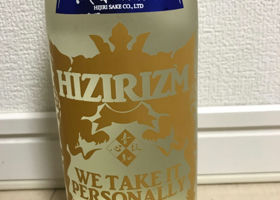 HIJIRI SAKE CO., LTD
HIZIRIZM
WE TAKE IT
PERSONALLY